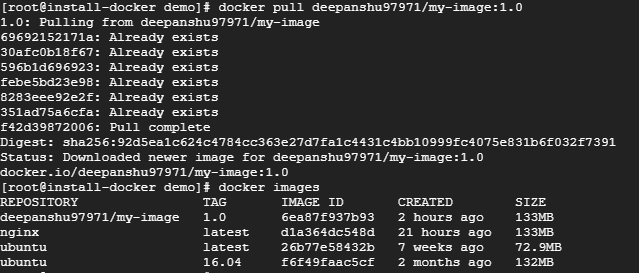 [root@install-docker demo]# docker pull deepanshu97971/my-image:1.0
1.0: Pulling from deepanshu97971/my-image
69692152171a: Already exists
30afc0b18f67: Already exists
596b1d696923: Already exists
febe5bd23e98: Already exists
8283eee92e2f: Already exists
351ad75a6cfa: Already exists
f42d39872006: Pull complete
Digest: sha256:92d5ea1c624c4784cc363e27d7fa1c4431c4bb10999fc4075e831b6f032f7391
Status: Downloaded newer image for deepanshu97971/my-image:1.0
docker.io/deepanshu97971/my-image:1.0
[root@install-docker demo]# docker images
REPOSITORY TAG IMAGE ID CREATED SIZE
deepanshu97971/my-image 1.0 6ea87f937b93 2 hours ago 133MB
nginx latest d1a364dc548d 21 hours ago 133MB
ubuntu latest 26b77e58432b 7 weeks ago 72.9MB
ubuntu 16.04 f6f49faac5cf 2 months ago 132MB